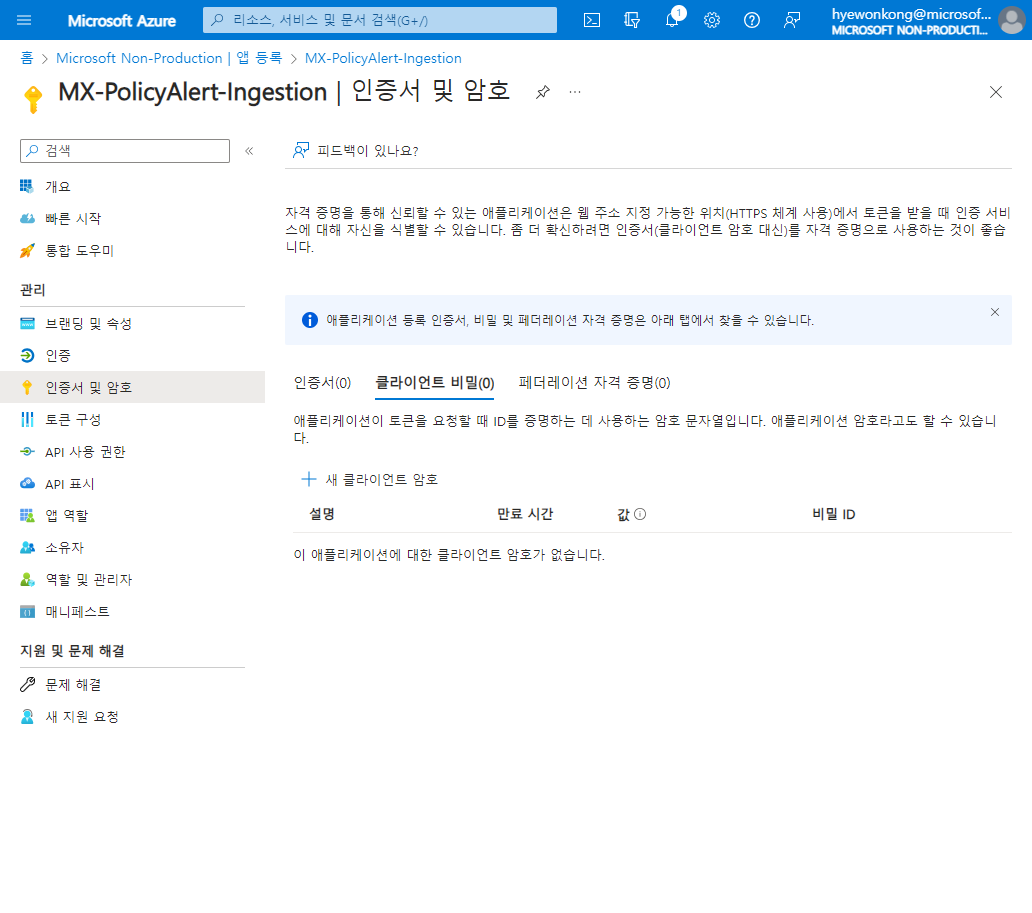 Microsoft Azure
리소스, 서비스 및 문서 검색(G+/)
1
hyewonkong@microsof...
MICROSOFT NON-PRODUCTI...
홈 > Microsoft Non-Production | 앱 등록 > MX-PolicyAlert-Ingestion
MX-PolicyAlert-Ingestion | 인증서 및 암호
검색
개요
빠른 시작
통합 도우미
관리
브랜딩 및 속성
인증
인증서 및 암호
토큰 구성
API 사용 권한
API 표시
앱 역할
소유자
역할 및 관리자
매니페스트
지원 및 문제 해결
문제 해결
새 지원 요청
피드백이 있나요?
자격 증명을 통해 신뢰할 수 있는 애플리케이션은 웹 주소 지정 가능한 위치(HTTPS 체계 사용)에서 토큰을 받을 때 인증 서비
스에 대해 자신을 식별할 수 있습니다. 좀 더 확신하려면 인증서(클라이언트 암호 대신)를 자격 증명으로 사용하는 것이 좋습
니다.
애플리케이션 등록 인증서, 비밀 및 페더레이션 자격 증명은 아래 탭에서 찾을 수 있습니다.
인증서(0) 클라이언트 비밀(0) 페더레이션 자격 증명(0)
애플리케이션이 토큰을 요청할 때 ID를 증명하는 데 사용하는 암호 문자열입니다. 애플리케이션 암호라고도 할 수 있습니
다.
새 클라이언트 암호
설명 만료 시간 값 비밀 ID
이 애플리케이션에 대한 클라이언트 암호가 없습니다.